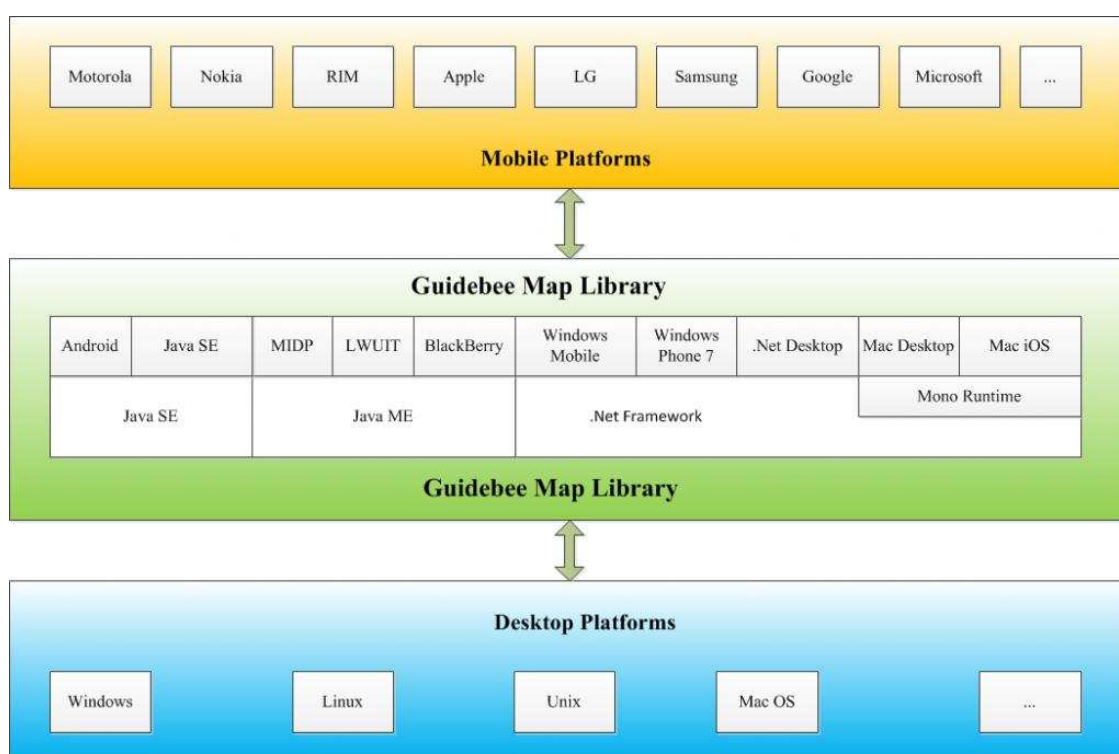 Motorola
Nokia
RIM
Apple
LG
Samsung
Google
Microsoft
...
Mobile Platforms
Guidebee Map Library
Android
Java SE
MIDP
LWUIT
BlackBerry
Windows
Mobile
Windows
Phone 7
.Net Desktop
Mac Desktop
Mac iOS
Java SE
Java ME
.Net Framework
Mono Runtime
Guidebee Map Library
Desktop Platforms
Windows
Linux
Unix
Mac OS
...